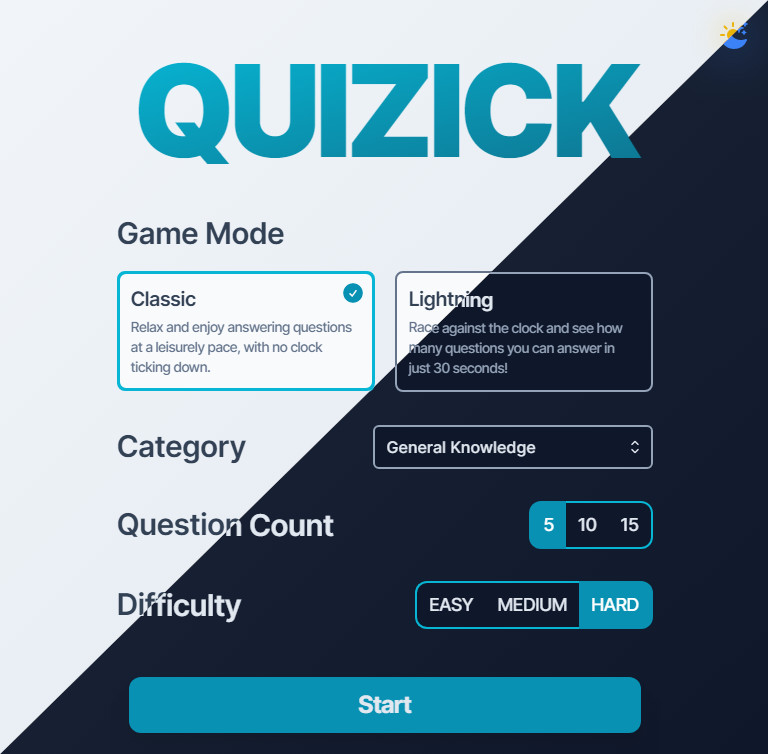 QUIZICK
Game Mode
Classic
Relax and enjoy answering questions
at a leisurely pace, with no clock
ticking down.
Lightning
Race against the clock and see how
many questions you can answer in
just 30 seconds!
Category
General Knowledge
Question Count
5 10 15
Difficulty
EASY MEDIUM HARD
Start